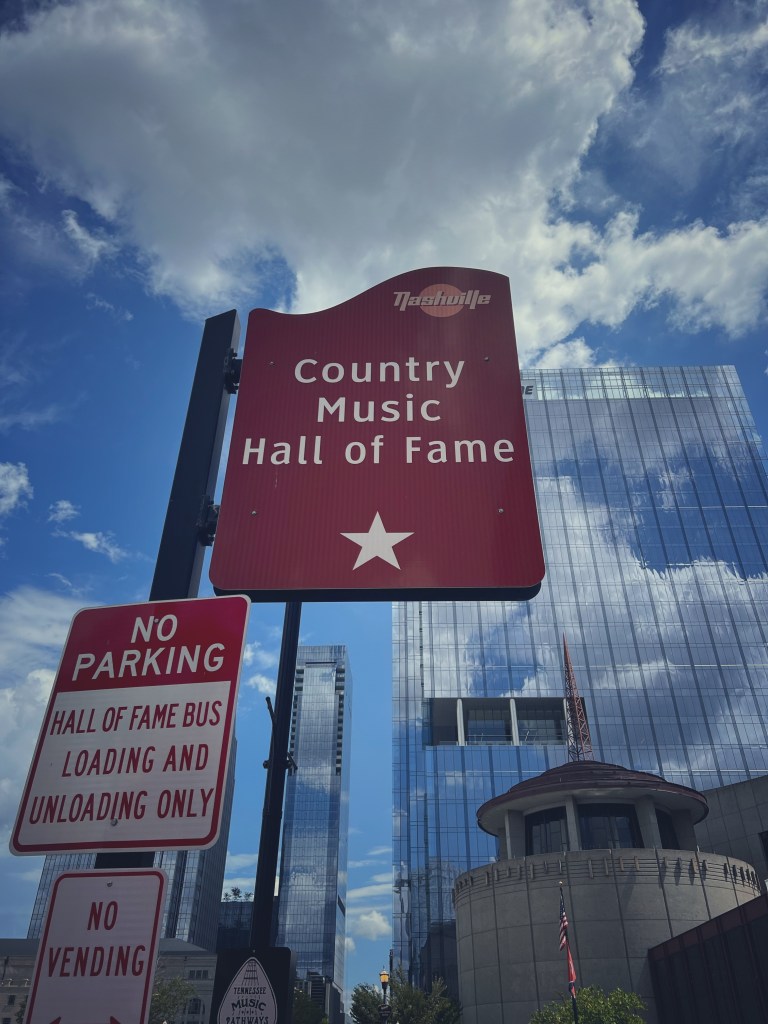 Nashville
Country
Music
Hall of Fame
NO
PARKING
HALL OF FAME BUS
LOADING AND
UNLOADING ONLY
NO
VENDING
TENNESSEE
MUSIC
PATHWAYS